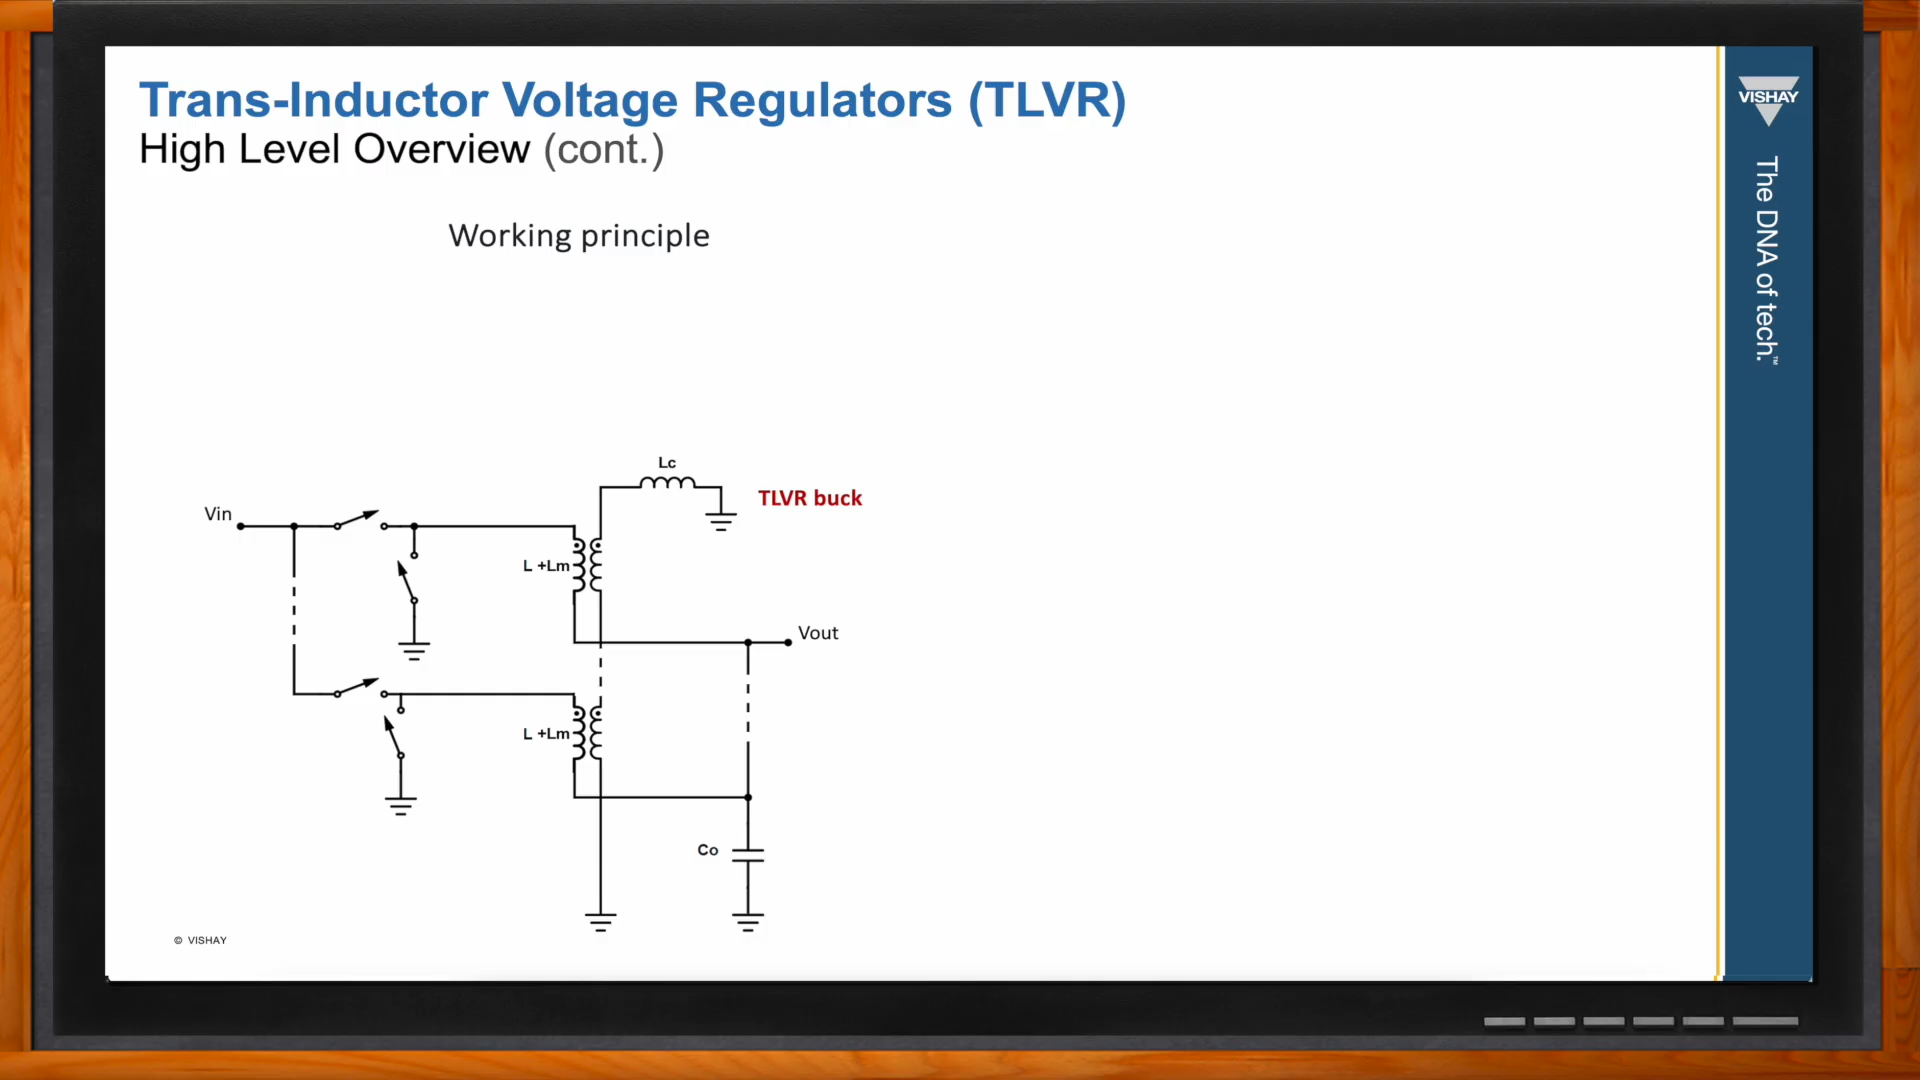 Trans-Inductor Voltage Regulators (TLVR)
High Level Overview (cont.)
VISHAY
The DNA of tech.™
Working principle
Lc
TLVR buck
Vin
L +Lm
Vout
L +Lm
Co
© VISHAY